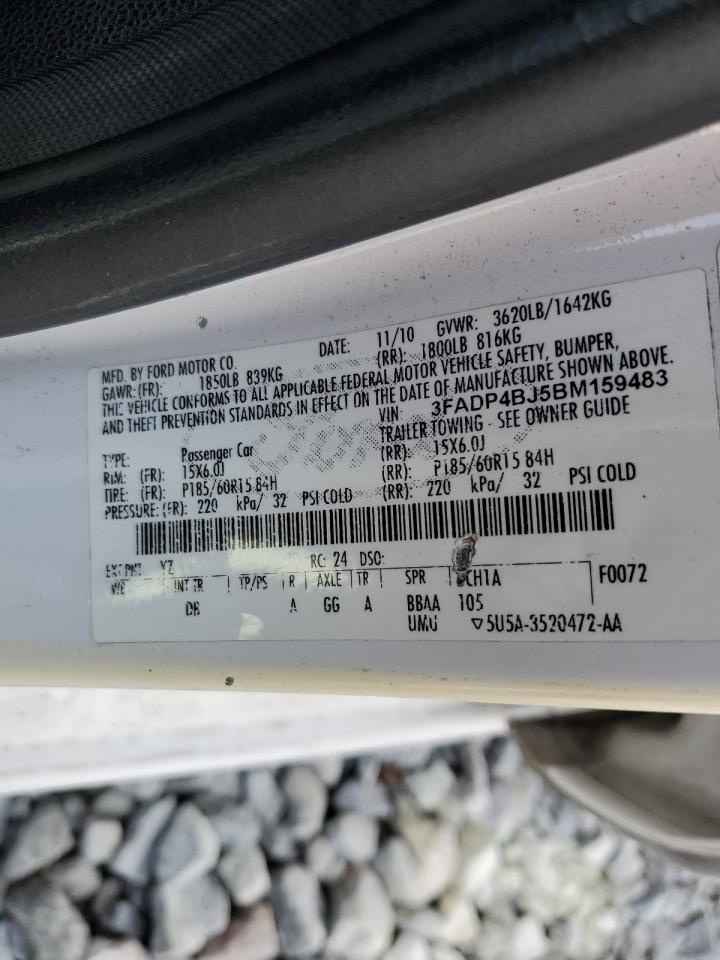 MFD. BY FORD MOTOR CO. DATE: 11/10 GVWR: 3620LB/1642KG
GAWR: (FR): 1850LB 839KG (RR): 1800LB 816KG
THIS VEHICLE CONFORMS TO ALL APPLICABLE FEDERAL MOTOR VEHICLE SAFETY, BUMPER,
AND THEFT PREVENTION STANDARDS IN EFFECT ON THE DATE OF MANUFACTURE SHOWN ABOVE.
VIN: 3FADP4BJ5BM159483
TYPE: Passenger Car TRAILER TOWING - SEE OWNER GUIDE
RIM: (FR): 15X6.0J (RR): 15X6.0J
TIRE: (FR): P185/60R15 84H (RR): P185/60R15 84H
PRESSURE: (FR): 220 kPa/ 32 PSI COLD (RR): 220 kPa/ 32 PSI COLD
EXT PNT: YZ RC: 24 DSO:
WB INT TR TP/PS R AXLE TR SPR CH1A F0072
DB A GG A BBAA 105
UMU ▽5U5A-3520472-AA